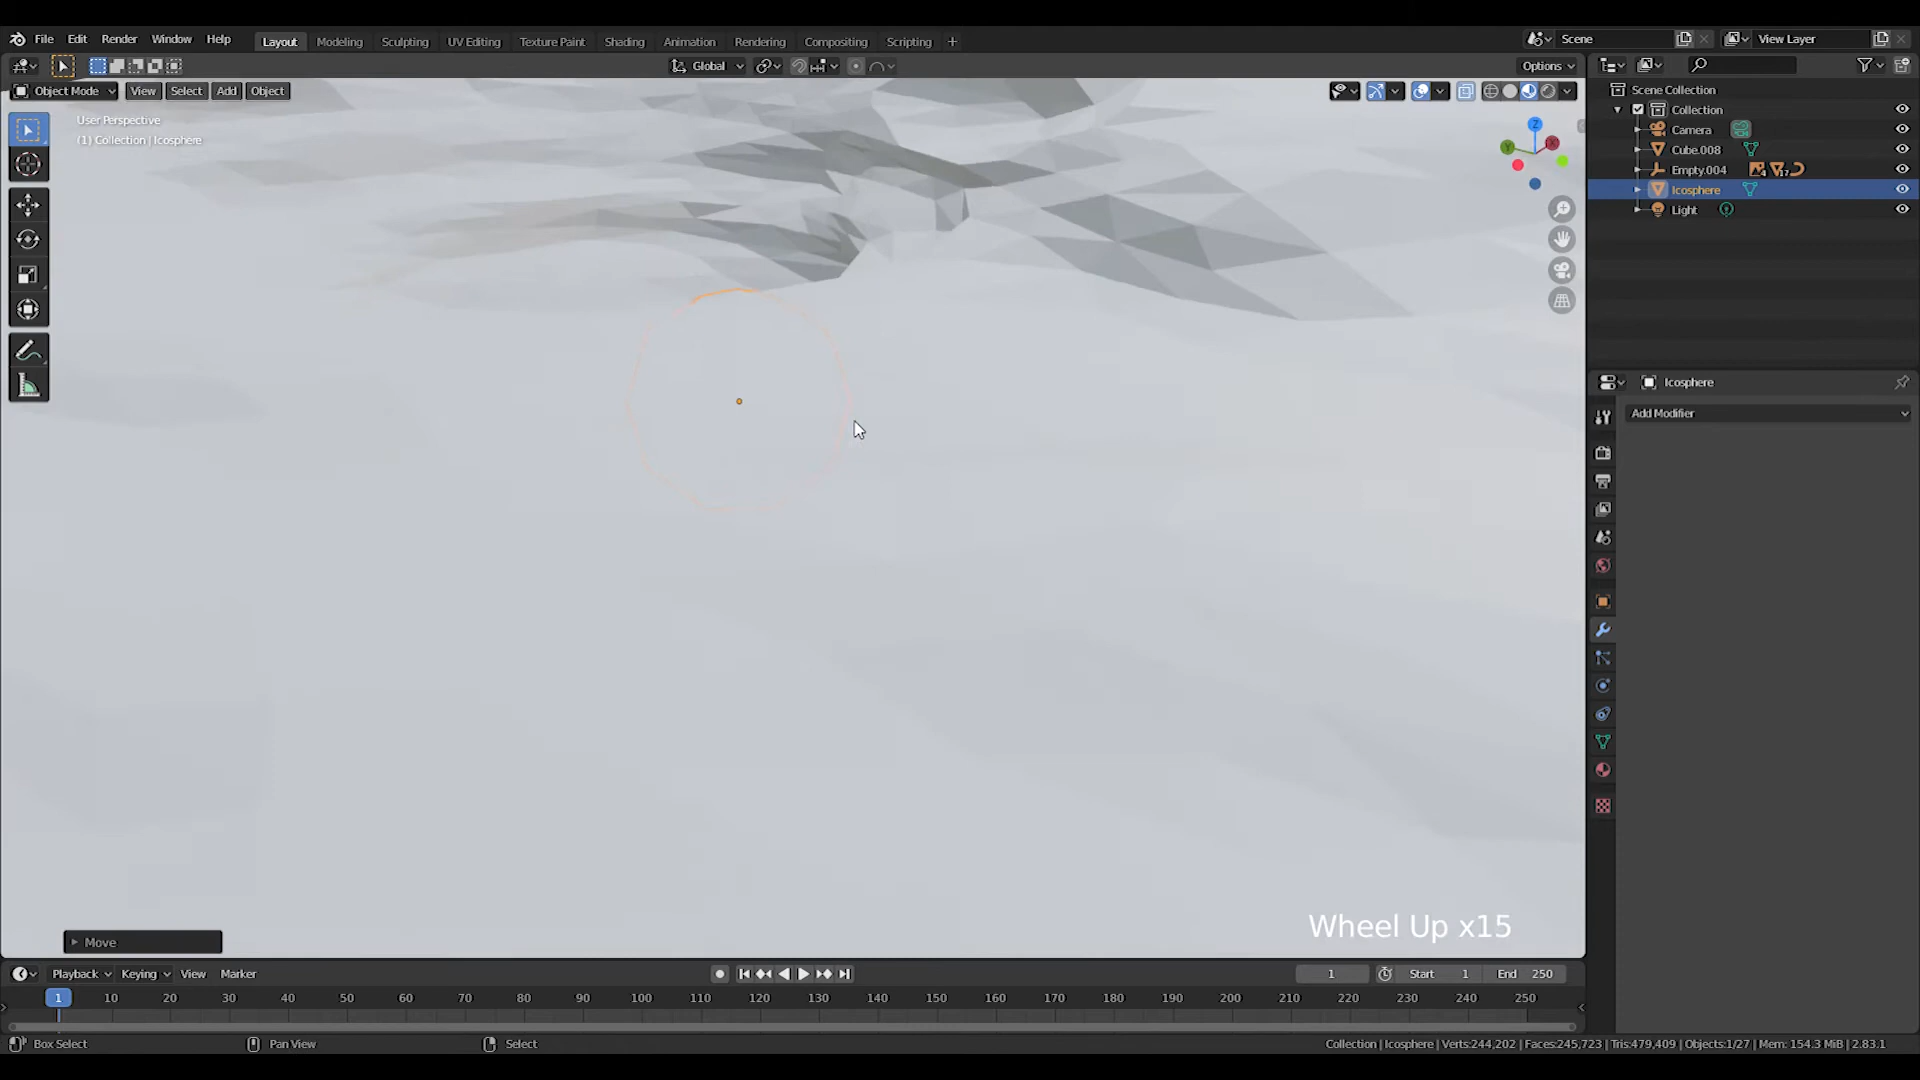 File Edit Render Window Help Layout Modeling Sculpting UV Editing Texture Paint Shading Animation Rendering Compositing Scripting + Scene View Layer
Global Options
Object Mode View Select Add Object
User Perspective
(1) Collection | Icosphere
Z
Y
X
Scene Collection
Collection
Camera
Cube.008
Empty.004 4 17
Icosphere
Light
Icosphere
Add Modifier
Wheel Up x15
Move
Playback Keying View Marker 1 Start 1 End 250
1 10 20 30 40 50 60 70 80 90 100 110 120 130 140 150 160 170 180 190 200 210 220 230 240 250
Box Select Pan View Select Collection | Icosphere | Verts:244,202 | Faces:245,723 | Tris:479,409 | Objects:1/27 | Mem: 154.3 MiB | 2.83.1